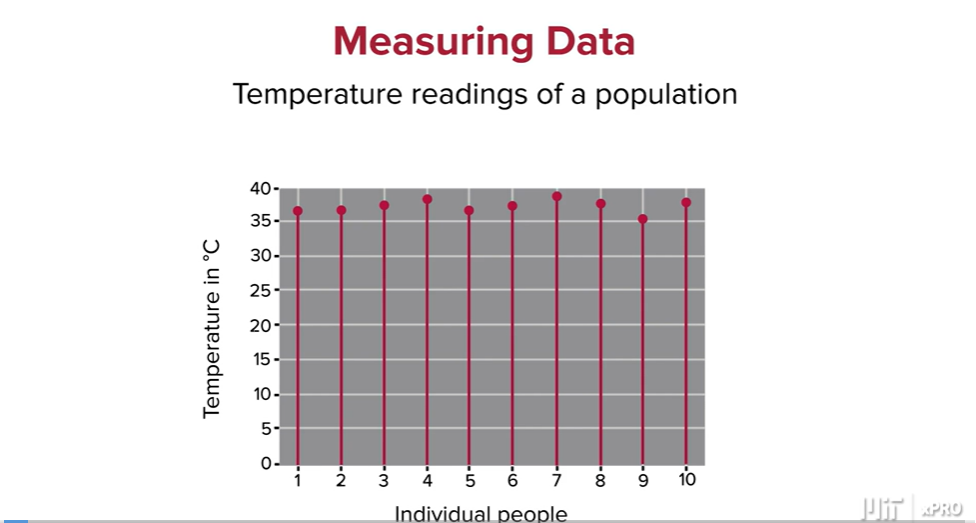 Measuring Data
Temperature readings of a population
Temperature in °C
40
35
30
25
20
15
10
5
0
1 2 3 4 5 6 7 8 9 10
Individual people
MIT xPRO